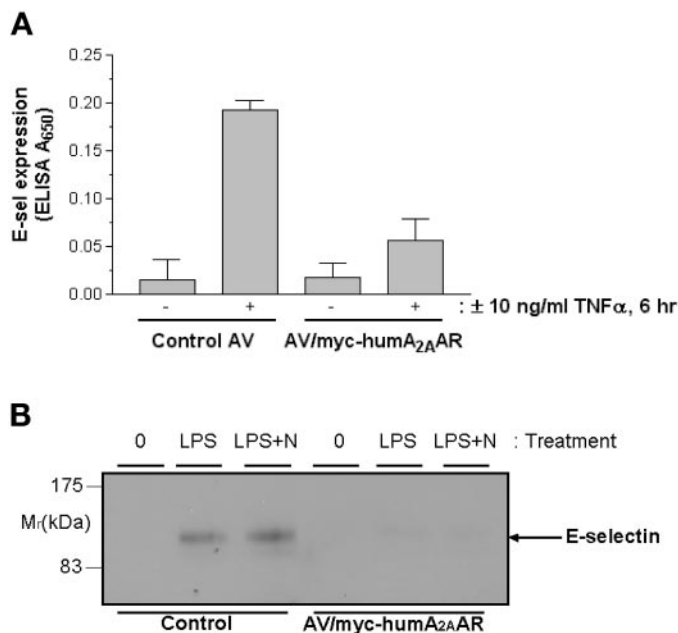 A
E-sel expression
(ELISA A650)
0.25
0.20
0.15
0.10
0.05
0.00
- + - + : ± 10 ng/ml TNFα, 6 hr
Control AV AV/myc-humA2AAR
B
0 LPS LPS+N 0 LPS LPS+N : Treatment
175
Mr(kDa)
E-selectin
83
Control AV/myc-humA2AAR